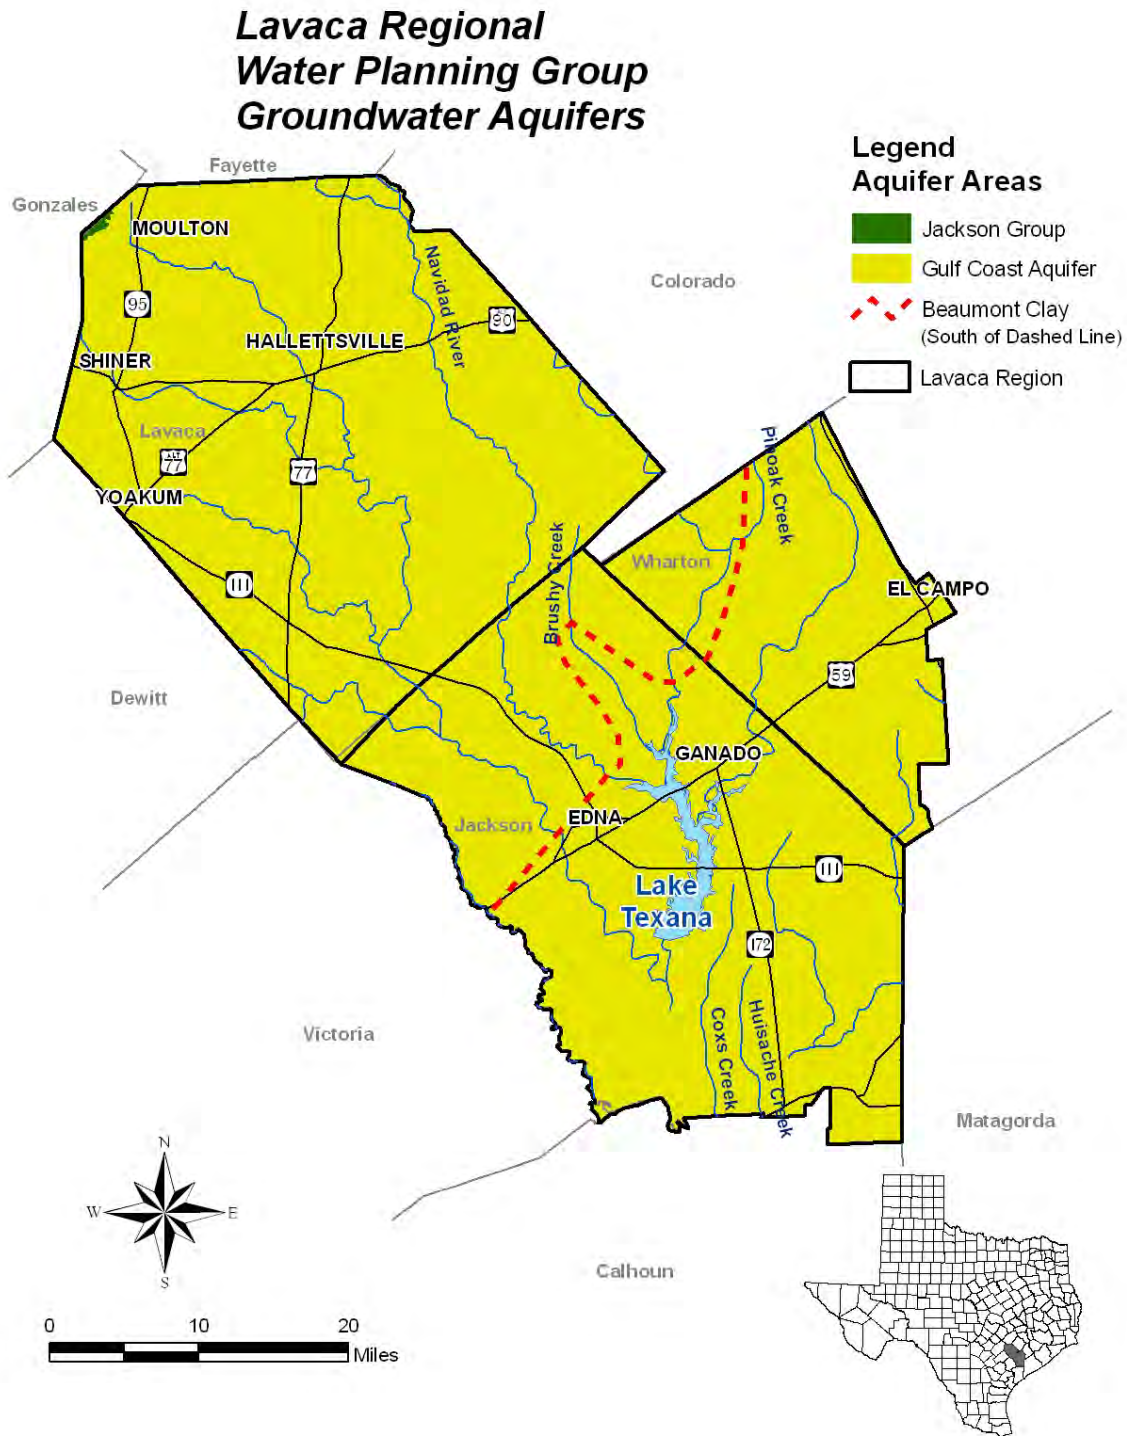 Lavaca Regional
Water Planning Group
Groundwater Aquifers
Legend
Aquifer Areas
Jackson Group
Gulf Coast Aquifer
Beaumont Clay
(South of Dashed Line)
Lavaca Region
Fayette
Gonzales
MOULTON
Colorado
Navidad River
95
90
HALLETTSVILLE
SHINER
Lavaca
ALT
77
77
YOAKUM
Pinoak Creek
Brushy Creek
Wharton
111
EL CAMPO
Dewitt
59
GANADO
EDNA
Jackson
111
Lake
Texana
172
Coxs Creek
Huisache Creek
Victoria
Matagorda
Calhoun
N
W
E
S
0
10
20
Miles